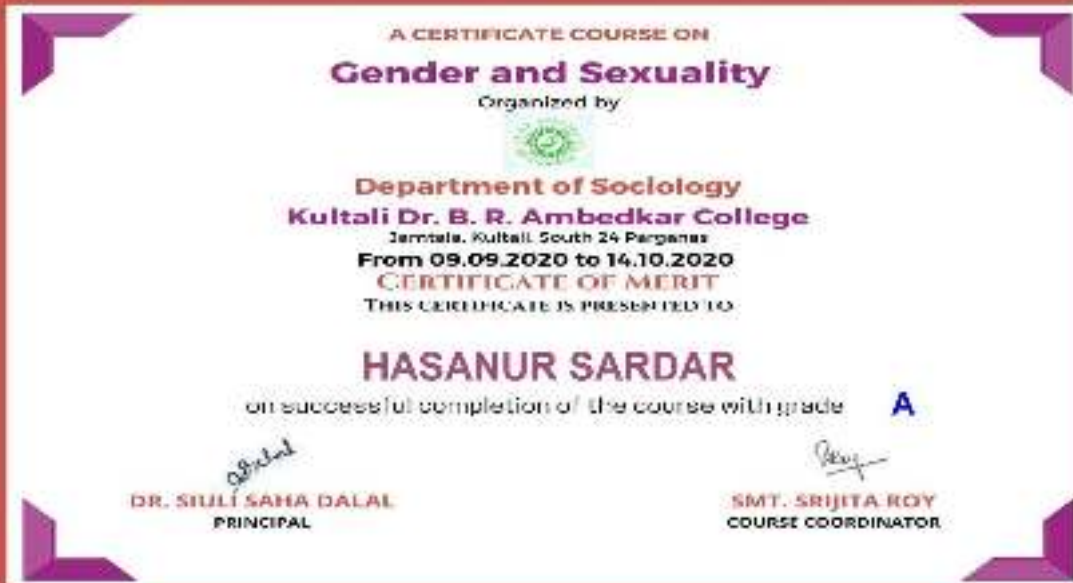 A CERTIFICATE COURSE ON
Gender and Sexuality
Organized by
Department of Sociology
Kultali Dr. B. R. Ambedkar College
Jamtala, Kultali, South 24 Parganas
From 09.09.2020 to 14.10.2020
CERTIFICATE OF MERIT
THIS CERTIFICATE IS PRESENTED TO
HASANUR SARDAR
on successful completion of the course with grade A
DR. SIULI SAHA DALAL
PRINCIPAL
SMT. SRIJITA ROY
COURSE COORDINATOR